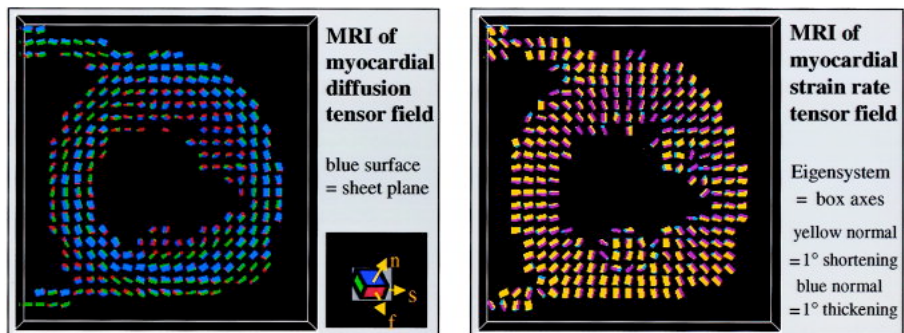 MRI of
myocardial
diffusion
tensor field
blue surface
= sheet plane
n
s
f
MRI of
myocardial
strain rate
tensor field
Eigensystem
= box axes
yellow normal
=1° shortening
blue normal
=1° thickening